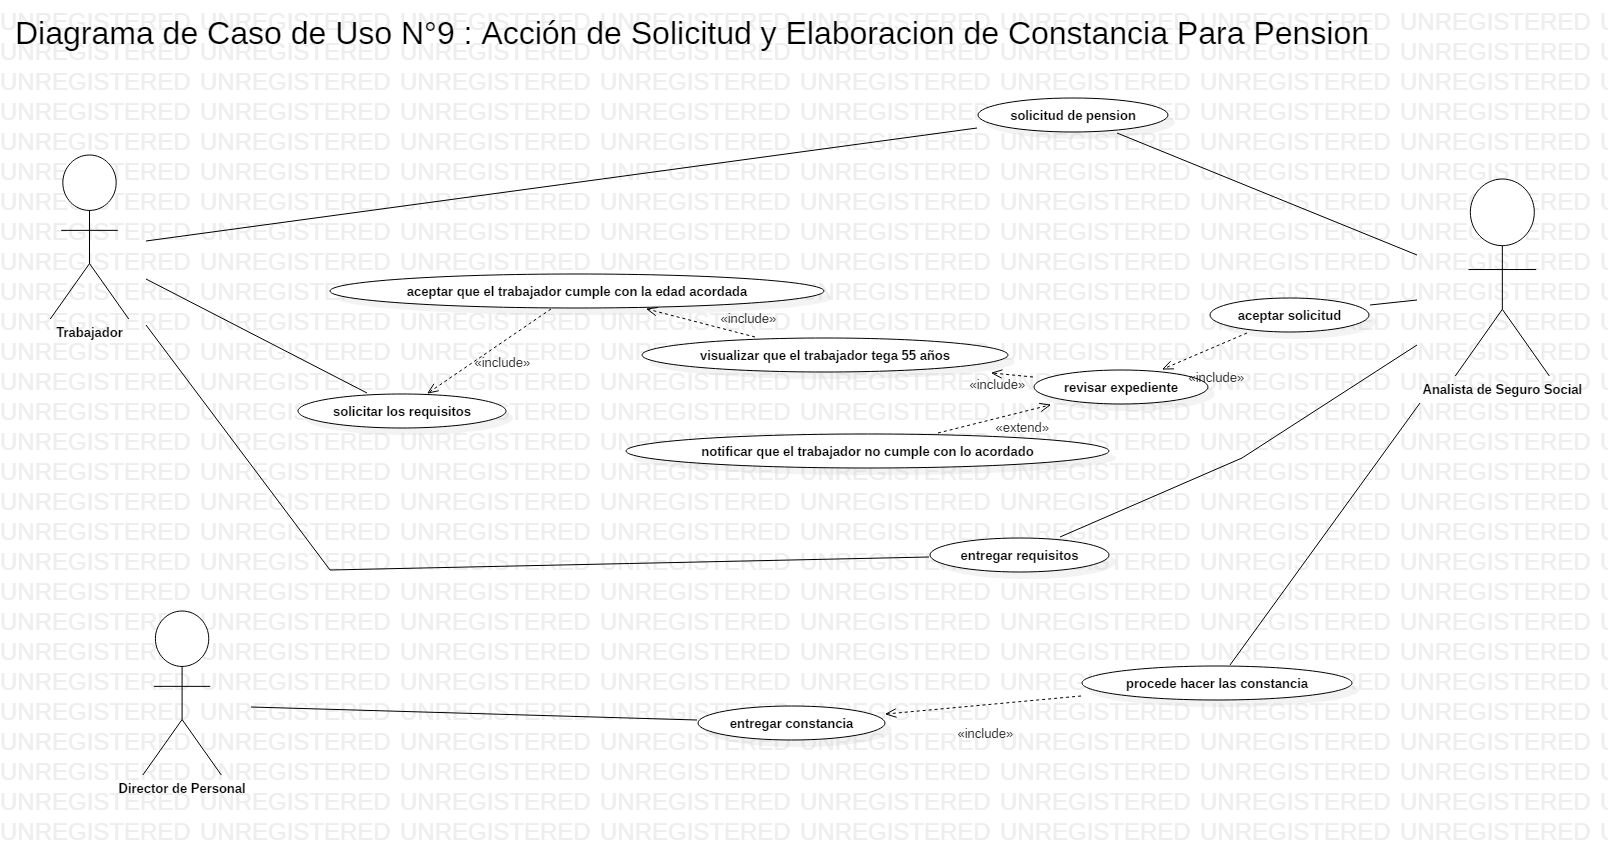 Diagrama de Caso de Uso N°9 : Acción de Solicitud y Elaboracion de Constancia Para Pension
solicitud de pension
Trabajador
aceptar que el trabajador cumple con la edad acordada
«include»
aceptar solicitud
visualizar que el trabajador tega 55 años
«include»
«include»
revisar expediente
«include»
Analista de Seguro Social
solicitar los requisitos
«extend»
notificar que el trabajador no cumple con lo acordado
entregar requisitos
procede hacer las constancia
entregar constancia
«include»
Director de Personal
UNREGISTERED